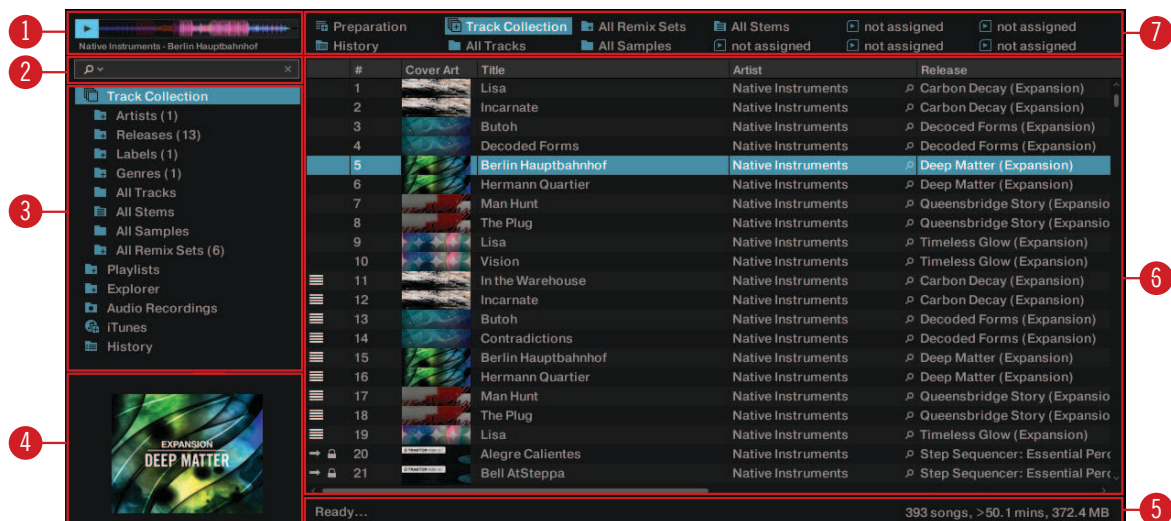 1
Native Instruments - Berlin Hauptbahnhof
2
3
Track Collection
Artists (1)
Releases (13)
Labels (1)
Genres (1)
All Tracks
All Stems
All Samples
All Remix Sets (6)
Playlists
Explorer
Audio Recordings
iTunes
History
4
EXPANSION
DEEP MATTER
7
Preparation Track Collection All Remix Sets All Stems not assigned not assigned
History All Tracks All Samples not assigned not assigned not assigned
6
# Cover Art Title Artist Release
1 Lisa Native Instruments Carbon Decay (Expansion)
2 Incarnate Native Instruments Carbon Decay (Expansion)
3 Butoh Native Instruments Decoced Forms (Expansion)
4 Decoded Forms Native Instruments Decoded Forms (Expansion)
5 Berlin Hauptbahnhof Native Instruments Deep Matter (Expansion)
6 Hermann Quartier Native Instruments Deep Matter (Expansion)
7 Man Hunt Native Instruments Queensbridge Story (Expansio
8 The Plug Native Instruments Queensbridge Story (Expansio
9 Lisa Native Instruments Timeless Glow (Expansion)
10 Vision Native Instruments Timeless Glow (Expansion)
11 In the Warehouse Native Instruments Carbon Decay (Expansion)
12 Incarnate Native Instruments Carbon Decay (Expansion)
13 Butoh Native Instruments Decoded Forms (Expansion)
14 Contradictions Native Instruments Decoded Forms (Expansion)
15 Berlin Hauptbahnhof Native Instruments Deep Matter (Expansion)
16 Hermann Quartier Native Instruments Deep Matter (Expansion)
17 Man Hunt Native Instruments Queensbridge Story (Expansio
18 The Plug Native Instruments Queensbridge Story (Expansio
19 Lisa Native Instruments Timeless Glow (Expansion)
20 Alegre Calientes Native Instruments Step Sequencer: Essential Perc
21 Bell AtSteppa Native Instruments Step Sequencer: Essential Perc
Ready... 393 songs, >50.1 mins, 372.4 MB
5